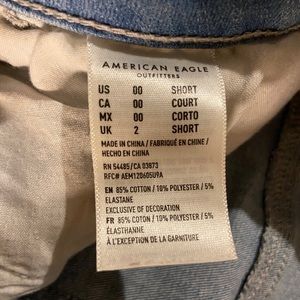 AMERICAN EAGLE
OUTFITTERS
US 00 SHORT
CA 00 COURT
MX 00 CORTO
UK 2 SHORT
MADE IN CHINA / FABRIQUÉ EN CHINE /
HECHO EN CHINA
RN 54485/CA 03873
RFC# AEM120605U9A
EN 85% COTTON / 10% POLYESTER / 5%
ELASTANE
EXCLUSIVE OF DECORATION
FR 85% COTON / 10% POLYESTER / 5%
ÉLASTHANNE
À L'EXCEPTION DE LA GARNITURE